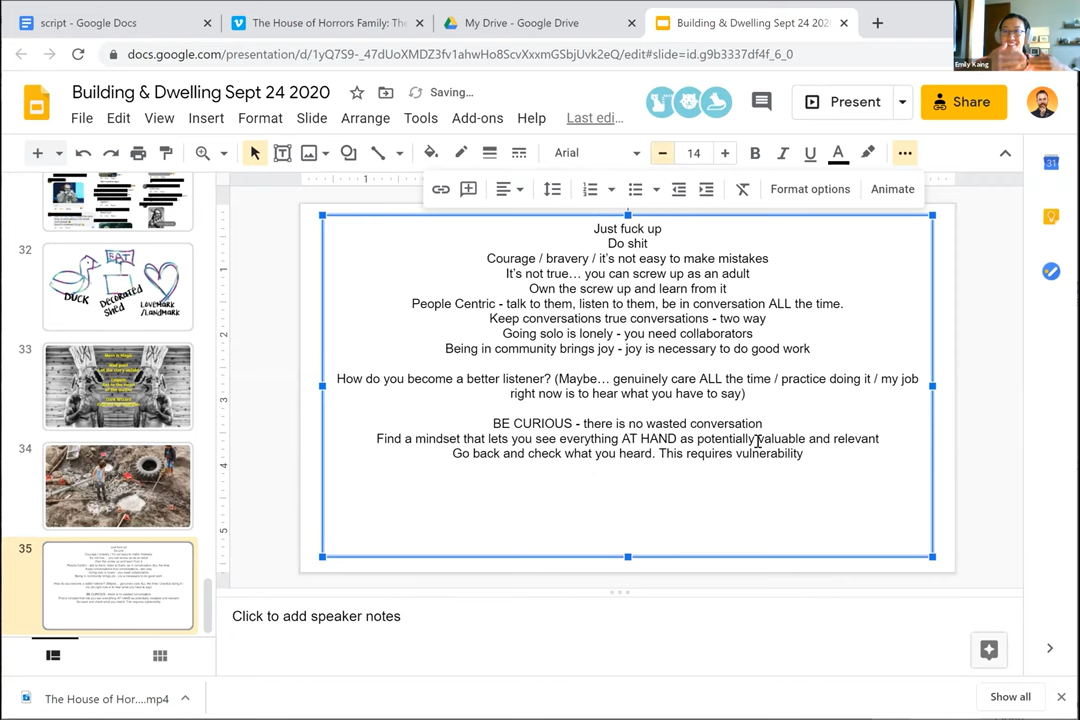 script - Google Docs
The House of Horrors Family: The
My Drive - Google Drive
Building & Dwelling Sept 24 202
docs.google.com/presentation/d/1yQ7S9-_47dUoXMDZ3fv1ahwHo8ScvXxxmGSbjUvk2eQ/edit#slide=id.g9b3337df4f_6_0
Emily Kaing
Building & Dwelling Sept 24 2020
Saving...
File Edit View Insert Format Slide Arrange Tools Add-ons Help Last edi...
Present
Share
Arial
14
B I U A
Format options
Animate
31
1
1
2
3
4
5
32
DUCK
EAT
DECORATED
SHED
LOVEMARK
/LANDMARK
33
34
35
Just fuck up
Do shit
Courage / bravery / it's not easy to make mistakes
It's not true... you can screw up as an adult
Own the screw up and learn from it
People Centric - talk to them, listen to them, be in conversation ALL the time.
Keep conversations true conversations - two way
Going solo is lonely - you need collaborators
Being in community brings joy - joy is necessary to do good work
How do you become a better listener? (Maybe... genuinely care ALL the time / practice doing it / my job
right now is to hear what you have to say)
BE CURIOUS - there is no wasted conversation
Find a mindset that lets you see everything AT HAND as potentially valuable and relevant
Go back and check what you heard. This requires vulnerability
Click to add speaker notes
The House of Hor....mp4
Show all